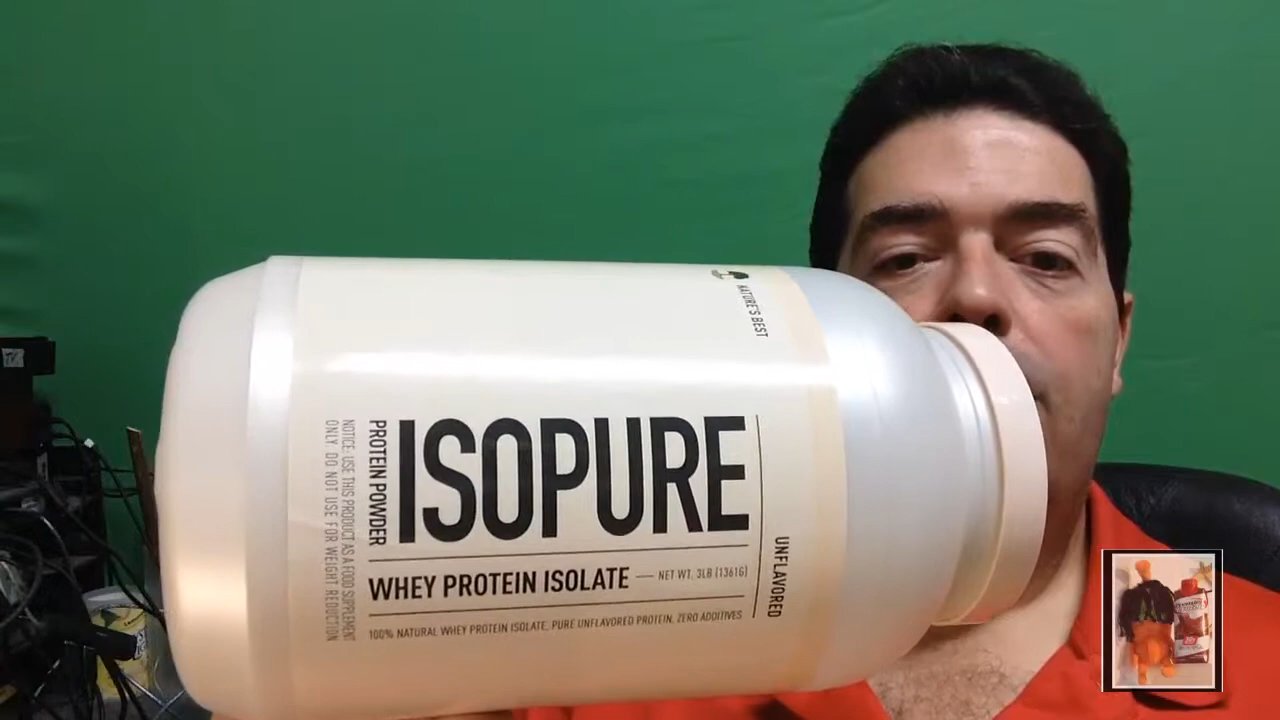 NATURE'S BEST
ISOPURE
PROTEIN POWDER
WHEY PROTEIN ISOLATE — NET WT. 3LB (1361G)
100% NATURAL WHEY PROTEIN ISOLATE, PURE UNFLAVORED PROTEIN, ZERO ADDITIVES
UNFLAVORED
NOTICE: USE THIS PRODUCT AS A FOOD SUPPLEMENT
ONLY. DO NOT USE FOR WEIGHT REDUCTION